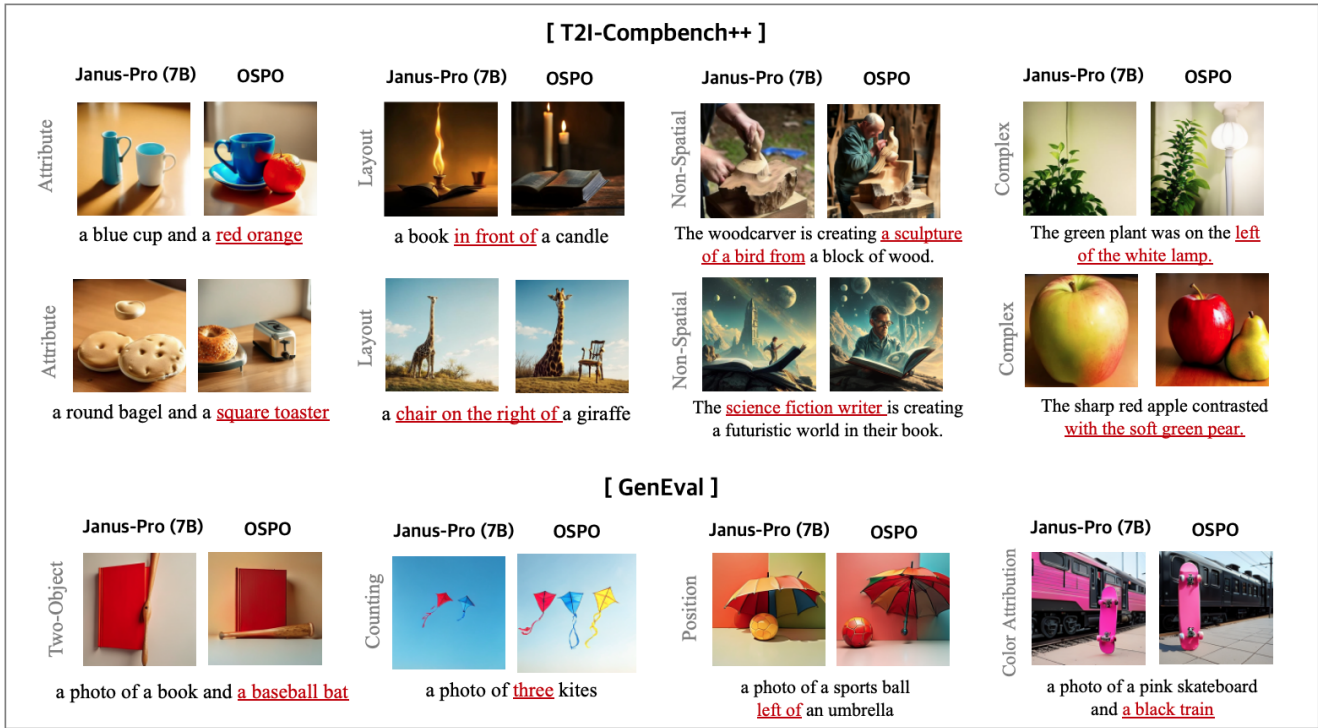 [ T2I-Compbench++ ]
Janus-Pro (7B) OSPO Janus-Pro (7B) OSPO Janus-Pro (7B) OSPO Janus-Pro (7B) OSPO
Attribute
Layout
Non-Spatial
Complex
a blue cup and a red orange
a book in front of a candle
The woodcarver is creating a sculpture
of a bird from a block of wood.
The green plant was on the left
of the white lamp.
Attribute
Layout
Non-Spatial
Complex
a round bagel and a square toaster
a chair on the right of a giraffe
The science fiction writer is creating
a futuristic world in their book.
The sharp red apple contrasted
with the soft green pear.
[ GenEval ]
Janus-Pro (7B) OSPO Janus-Pro (7B) OSPO Janus-Pro (7B) OSPO Janus-Pro (7B) OSPO
Two-Object
Counting
Position
Color Attribution
a photo of a book and a baseball bat
a photo of three kites
a photo of a sports ball
left of an umbrella
a photo of a pink skateboard
and a black train